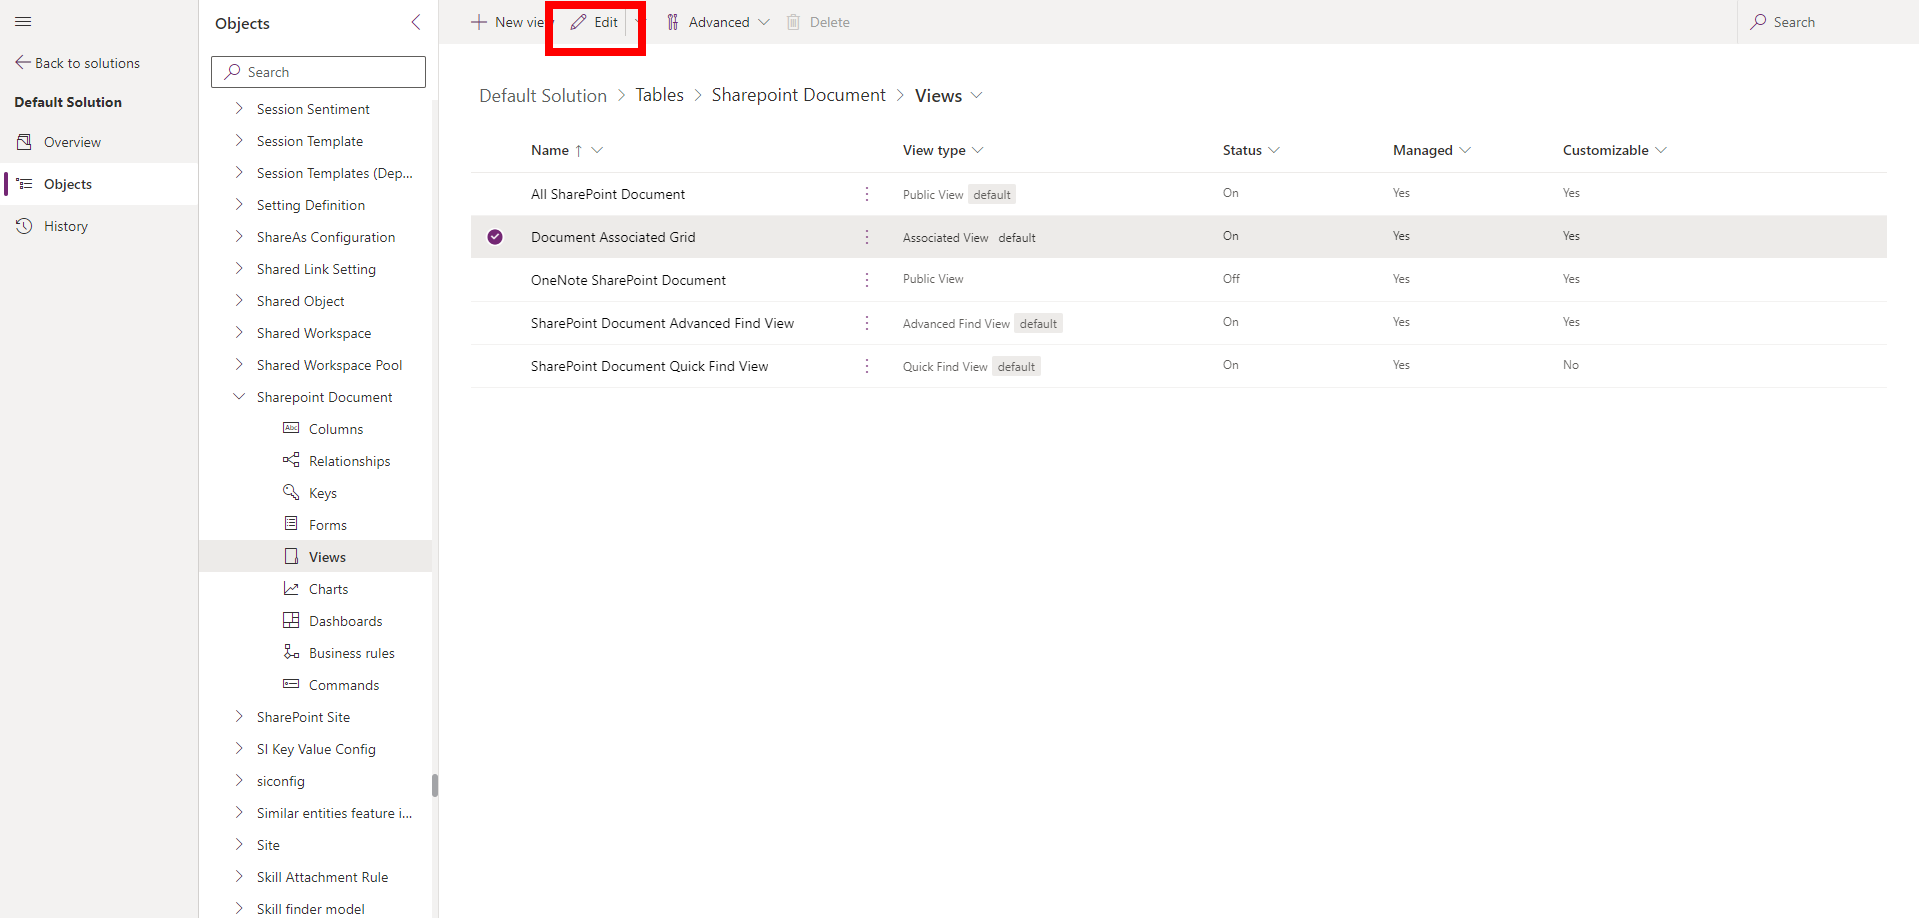 Back to solutions
Default Solution
Overview
Objects
History
Objects
Search
Session Sentiment
Session Template
Session Templates (Dep...
Setting Definition
ShareAs Configuration
Shared Link Setting
Shared Object
Shared Workspace
Shared Workspace Pool
Sharepoint Document
Abc Columns
Relationships
Keys
Forms
Views
Charts
Dashboards
Business rules
Commands
SharePoint Site
SI Key Value Config
siconfig
Similar entities feature i...
Site
Skill Attachment Rule
Skill finder model
New vie Edit Advanced Delete Search
Default Solution > Tables > Sharepoint Document > Views
Name ↑ View type Status Managed Customizable
All SharePoint Document Public View default On Yes Yes
Document Associated Grid Associated View default On Yes Yes
OneNote SharePoint Document Public View Off Yes Yes
SharePoint Document Advanced Find View Advanced Find View default On Yes Yes
SharePoint Document Quick Find View Quick Find View default On Yes No